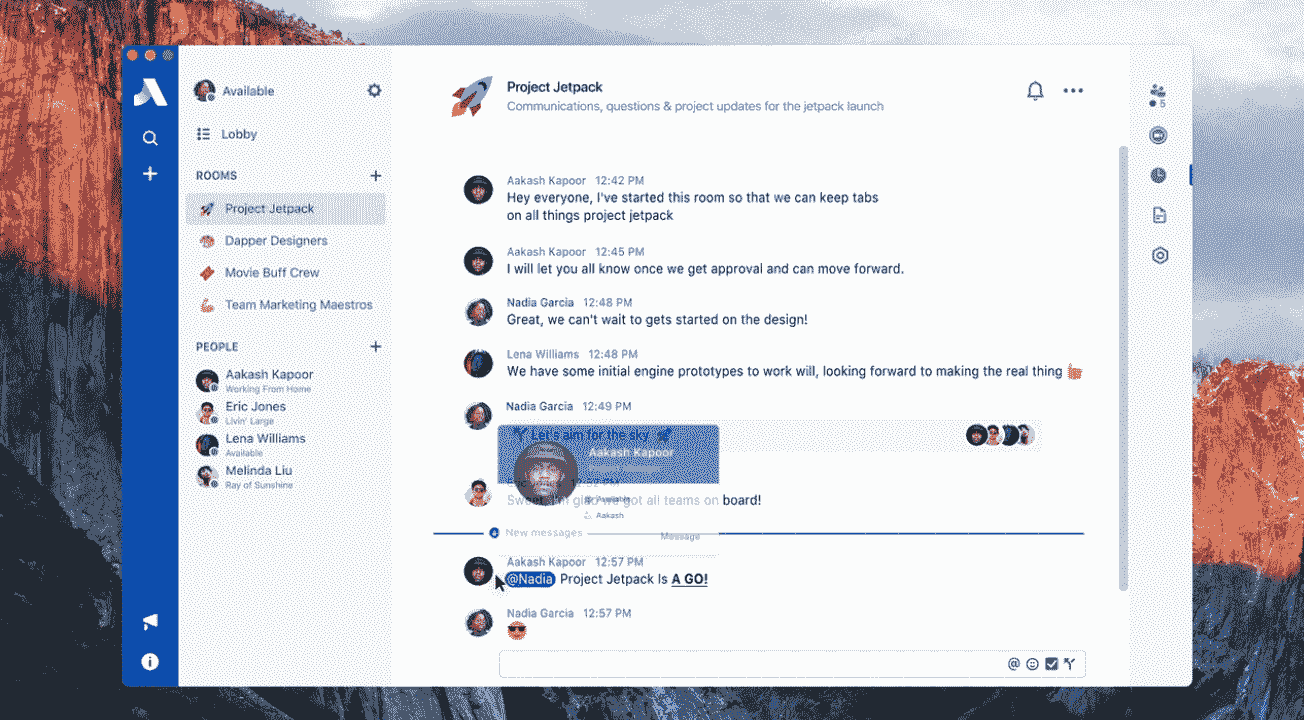 Available
Lobby
ROOMS
Project Jetpack
Dapper Designers
Movie Buff Crew
Team Marketing Maestros
PEOPLE
Aakash Kapoor
Working From Home
Eric Jones
Livin' Large
Lena Williams
Available
Melinda Liu
Ray of Sunshine
Project Jetpack
Communications, questions & project updates for the jetpack launch
5
Aakash Kapoor 12:42 PM
Hey everyone, I've started this room so that we can keep tabs
on all things project jetpack
Aakash Kapoor 12:45 PM
I will let you all know once we get approval and can move forward.
Nadia Garcia 12:48 PM
Great, we can't wait to gets started on the design!
Lena Williams 12:48 PM
We have some initial engine prototypes to work will, looking forward to making the real thing
Nadia Garcia 12:49 PM
Let's aim for the sky
Aakash Kapoor
got all teams on board!
Available
Aakash
Message
New messages
Aakash Kapoor 12:57 PM
@Nadia Project Jetpack Is A GO!
Nadia Garcia 12:57 PM